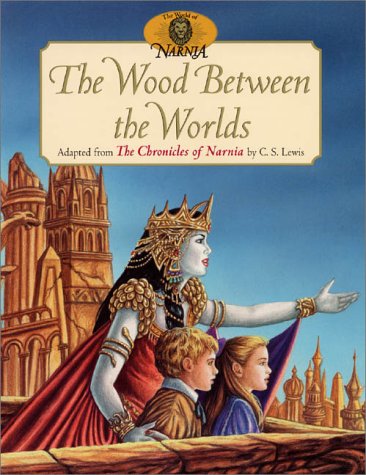 The World of
NARNIA
The Wood Between
the Worlds
Adapted from The Chronicles of Narnia by C. S. Lewis